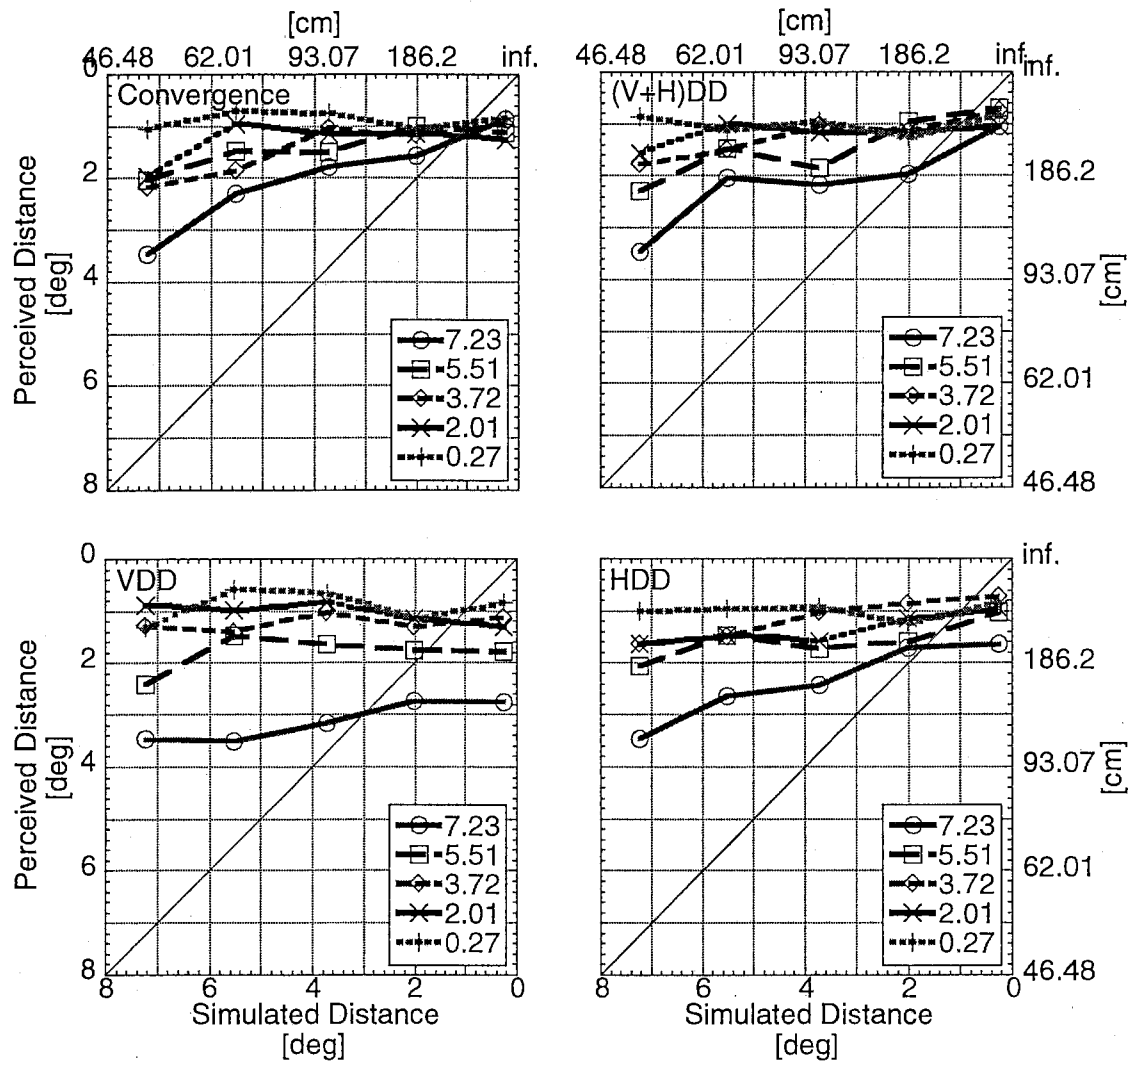 [cm] [cm]
46.48 62.01 93.07 186.2 inf. 46.48 62.01 93.07 186.2 inf.
0 Convergence (V+H)DD inf.
2 186.2
4 93.07
6 62.01
8 46.48
Perceived Distance
[deg]
[cm]
7.23
5.51
3.72
2.01
0.27
7.23
5.51
3.72
2.01
0.27
0 VDD HDD inf.
2 186.2
4 93.07
6 62.01
8 46.48
Perceived Distance
[deg]
[cm]
7.23
5.51
3.72
2.01
0.27
7.23
5.51
3.72
2.01
0.27
8 6 4 2 0 8 6 4 2 0
Simulated Distance Simulated Distance
[deg] [deg]